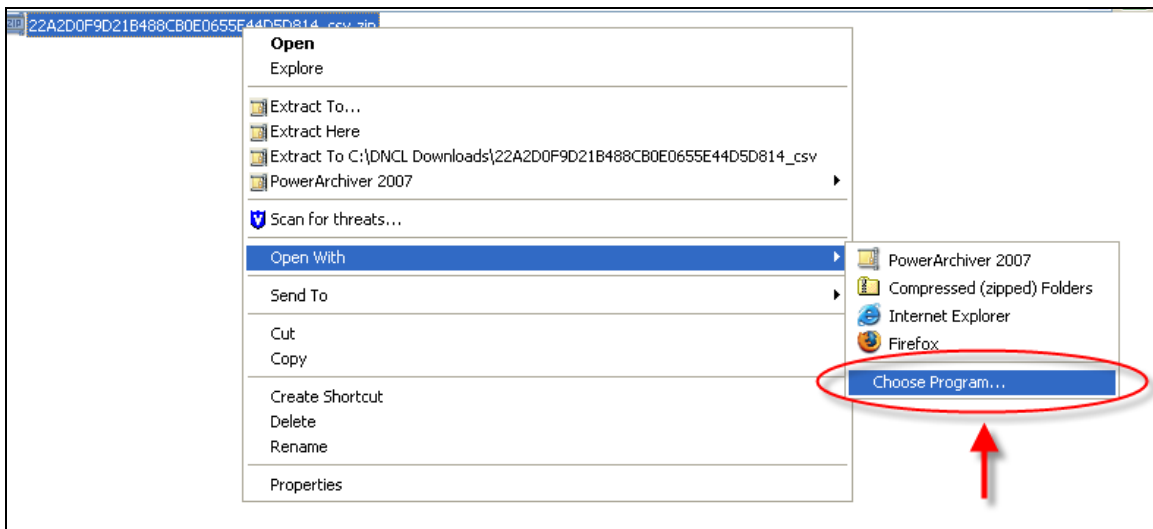 22A2D0F9D21B488CB0E0655E44D5D814_csv.zip
Open
Explore
Extract To...
Extract Here
Extract To C:\DNCL Downloads\22A2D0F9D21B488CB0E0655E44D5D814_csv
PowerArchiver 2007
Scan for threats...
Open With
Send To
Cut
Copy
Create Shortcut
Delete
Rename
Properties
PowerArchiver 2007
Compressed (zipped) Folders
Internet Explorer
Firefox
Choose Program...